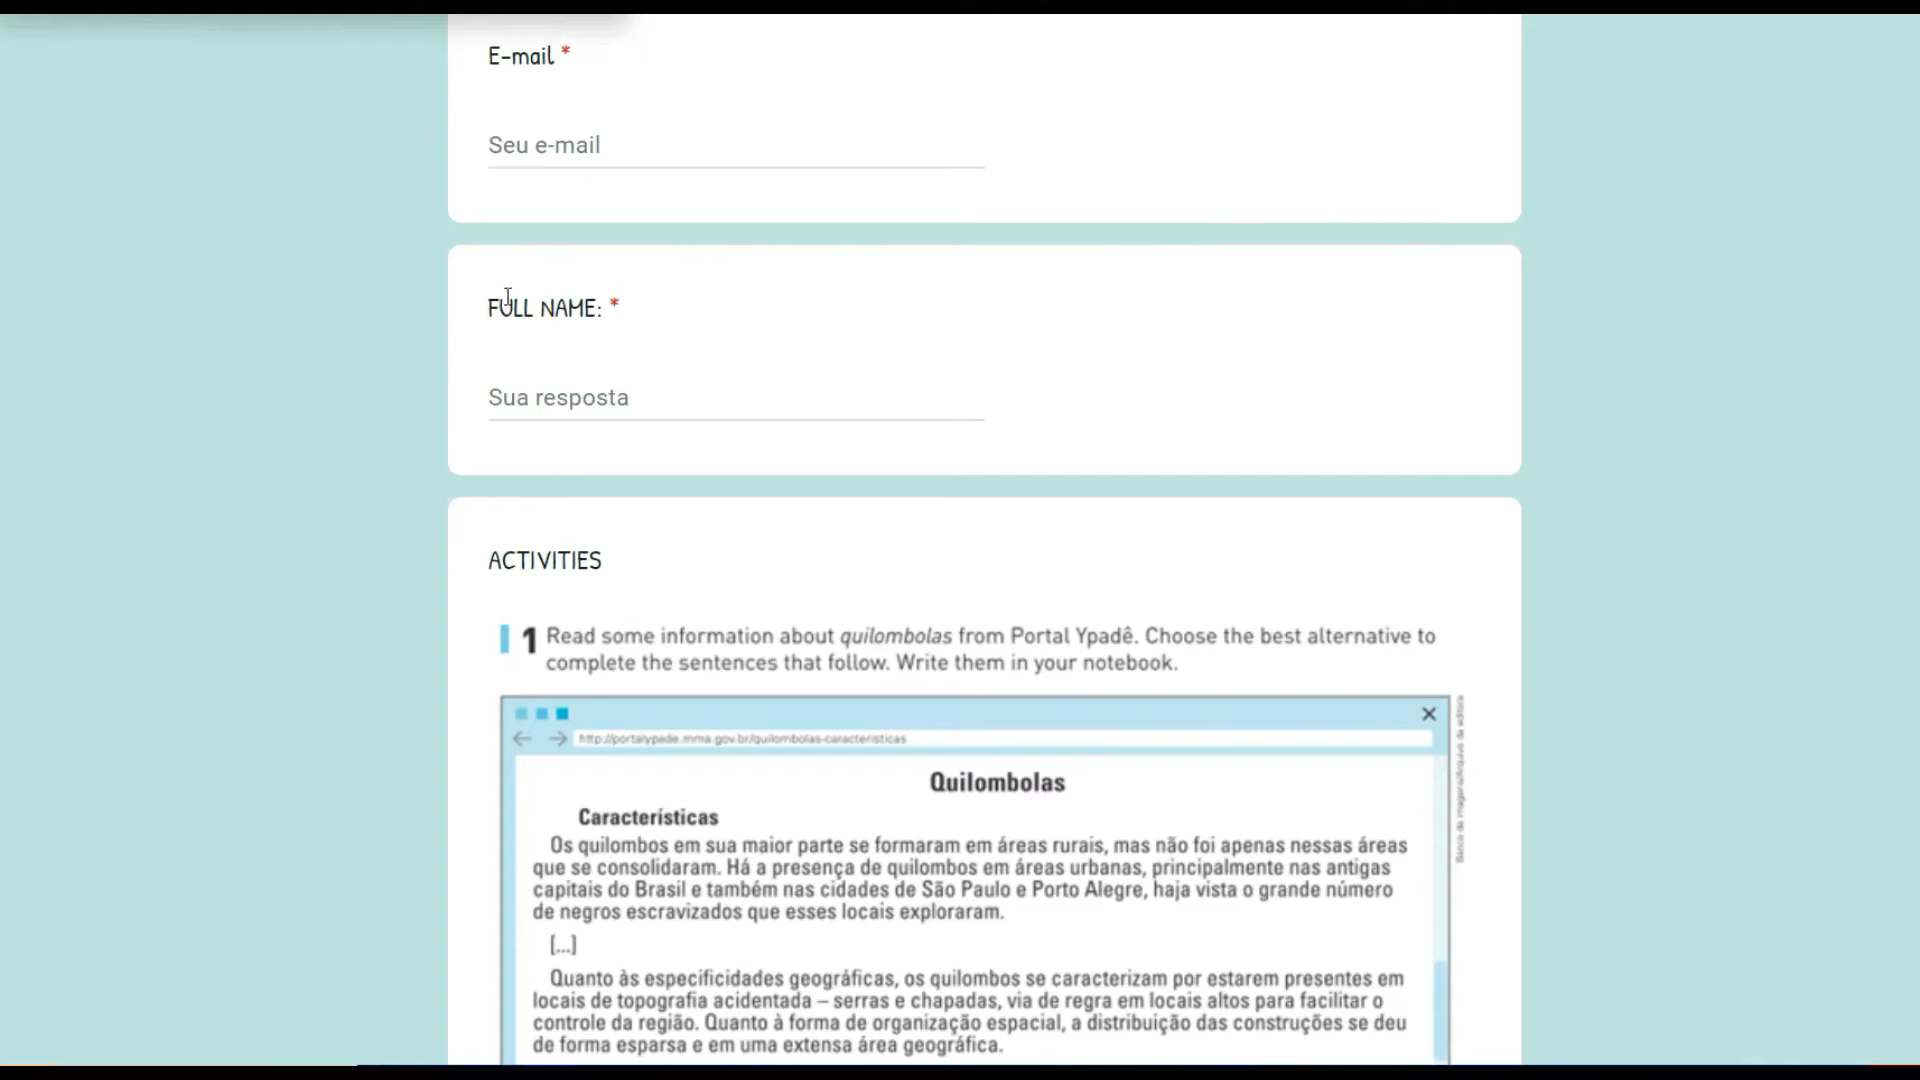 E-mail *
Seu e-mail
FULL NAME: *
Sua resposta
ACTIVITIES
1 Read some information about quilombolas from Portal Ypadê. Choose the best alternative to
complete the sentences that follow. Write them in your notebook.
http://portalypade.mma.gov.br/quilombolas-caracteristicas
Quilombolas
Características
Os quilombos em sua maior parte se formaram em áreas rurais, mas não foi apenas nessas áreas
que se consolidaram. Há a presença de quilombos em áreas urbanas, principalmente nas antigas
capitais do Brasil e também nas cidades de São Paulo e Porto Alegre, haja vista o grande número
de negros escravizados que esses locais exploraram.
[...]
Quanto às especificidades geográficas, os quilombos se caracterizam por estarem presentes em
locais de topografia acidentada – serras e chapadas, via de regra em locais altos para facilitar o
controle da região. Quanto à forma de organização espacial, a distribuição das construções se deu
de forma esparsa e em uma extensa área geográfica.
Banco de imagens/Arquivo da editora